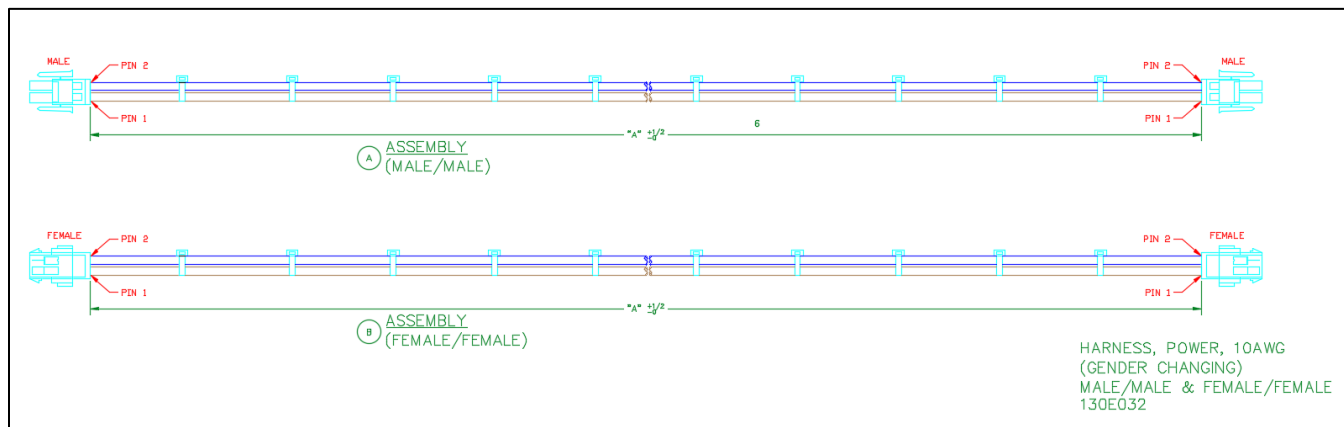 MALE
PIN 2
PIN 2
MALE
PIN 1
PIN 1
6
"A" +1/2 -0
A
ASSEMBLY
(MALE/MALE)
FEMALE
PIN 2
PIN 2
FEMALE
PIN 1
PIN 1
"A" +1/2 -0
B
ASSEMBLY
(FEMALE/FEMALE)
HARNESS, POWER, 10AWG
(GENDER CHANGING)
MALE/MALE & FEMALE/FEMALE
130E032